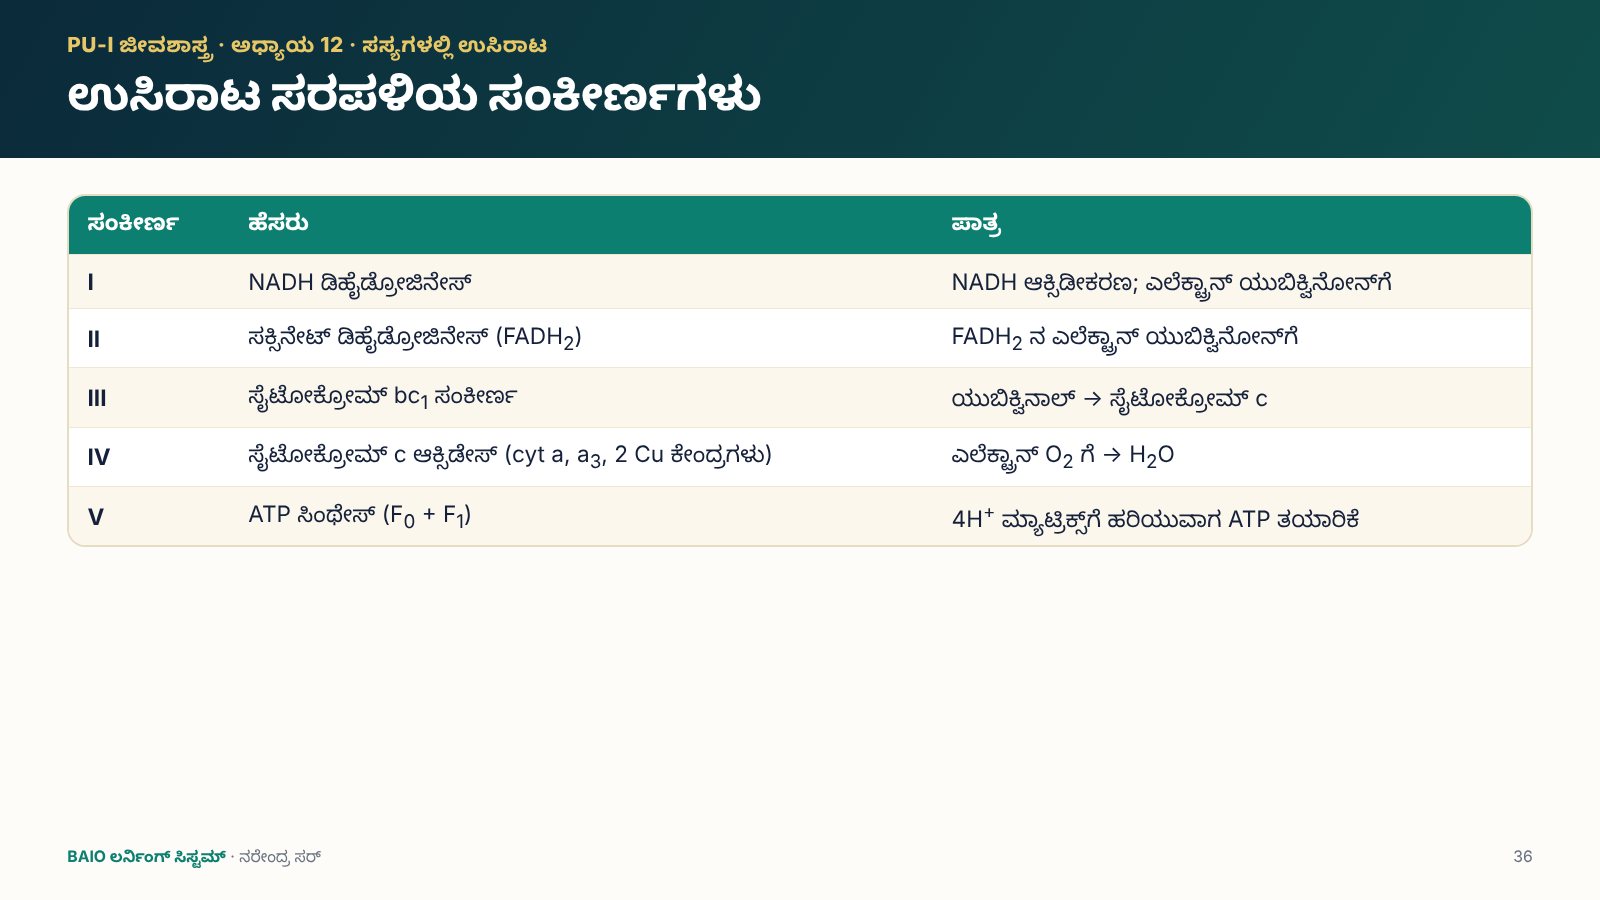 PU-I ಜೀವಶಾಸ್ತ್ರ · ಅಧ್ಯಾಯ 12 · ಸಸ್ಯಗಳಲ್ಲಿ ಉಸಿರಾಟ
ಉಸಿರಾಟ ಸರಪಳಿಯ ಸಂಕೀರ್ಣಗಳು
ಸಂಕೀರ್ಣ ಹೆಸರು ಪಾತ್ರ
I NADH ಡಿಹೈಡ್ರೋಜಿನೇಸ್ NADH ಆಕ್ಸಿಡೀಕರಣ; ಎಲೆಕ್ಟ್ರಾನ್ ಯುಬಿಕ್ವಿನೋನ್‌ಗೆ
II ಸಕ್ಸಿನೇಟ್ ಡಿಹೈಡ್ರೋಜಿನೇಸ್ (FADH₂) FADH₂ ನ ಎಲೆಕ್ಟ್ರಾನ್ ಯುಬಿಕ್ವಿನೋನ್‌ಗೆ
III ಸೈಟೋಕ್ರೋಮ್ bc₁ ಸಂಕೀರ್ಣ ಯುಬಿಕ್ವಿನಾಲ್ → ಸೈಟೋಕ್ರೋಮ್ c
IV ಸೈಟೋಕ್ರೋಮ್ c ಆಕ್ಸಿಡೇಸ್ (cyt a, a₃, 2 Cu ಕೇಂದ್ರಗಳು) ಎಲೆಕ್ಟ್ರಾನ್ O₂ ಗೆ → H₂O
V ATP ಸಿಂಥೇಸ್ (F₀ + F₁) 4H⁺ ಮ್ಯಾಟ್ರಿಕ್ಸ್‌ಗೆ ಹರಿಯುವಾಗ ATP ತಯಾರಿಕೆ
BAIO ಲರ್ನಿಂಗ್ ಸಿಸ್ಟಮ್ · ನರೇಂದ್ರ ಸರ್ 36